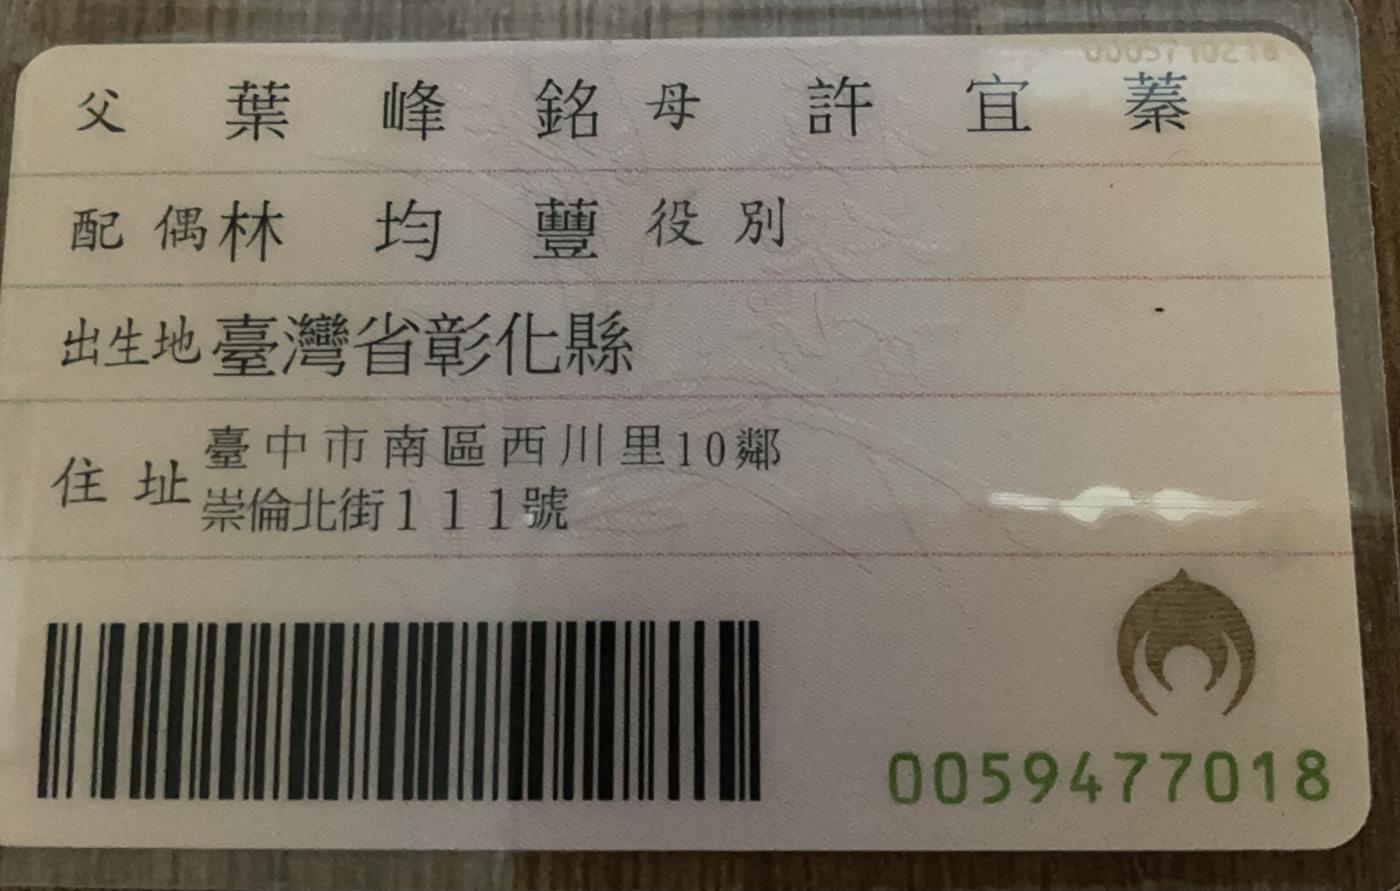 父 葉峰銘 母 許宜蓁
配偶 林均蘴 役別
出生地 臺灣省彰化縣
住址 臺中市南區西川里10鄰
崇倫北街111號
0059477018